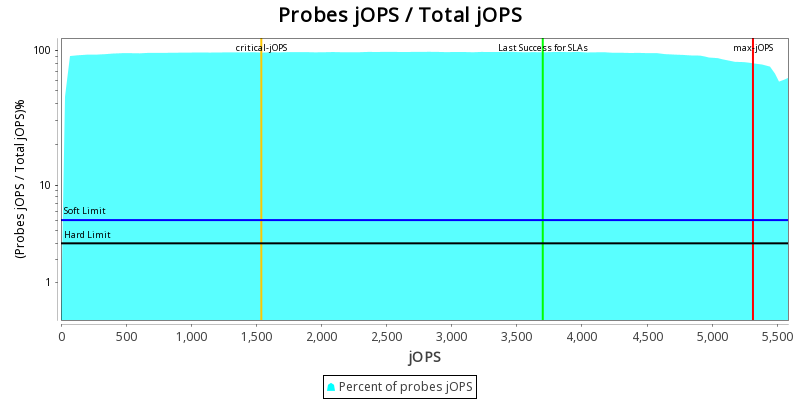 Probes jOPS / Total jOPS
(Probes jOPS / Total jOPS)%
100
10
1
critical-jOPS
Last Success for SLAs
max-jOPS
Soft Limit
Hard Limit
0 500 1,000 1,500 2,000 2,500 3,000 3,500 4,000 4,500 5,000 5,500
jOPS
Percent of probes jOPS